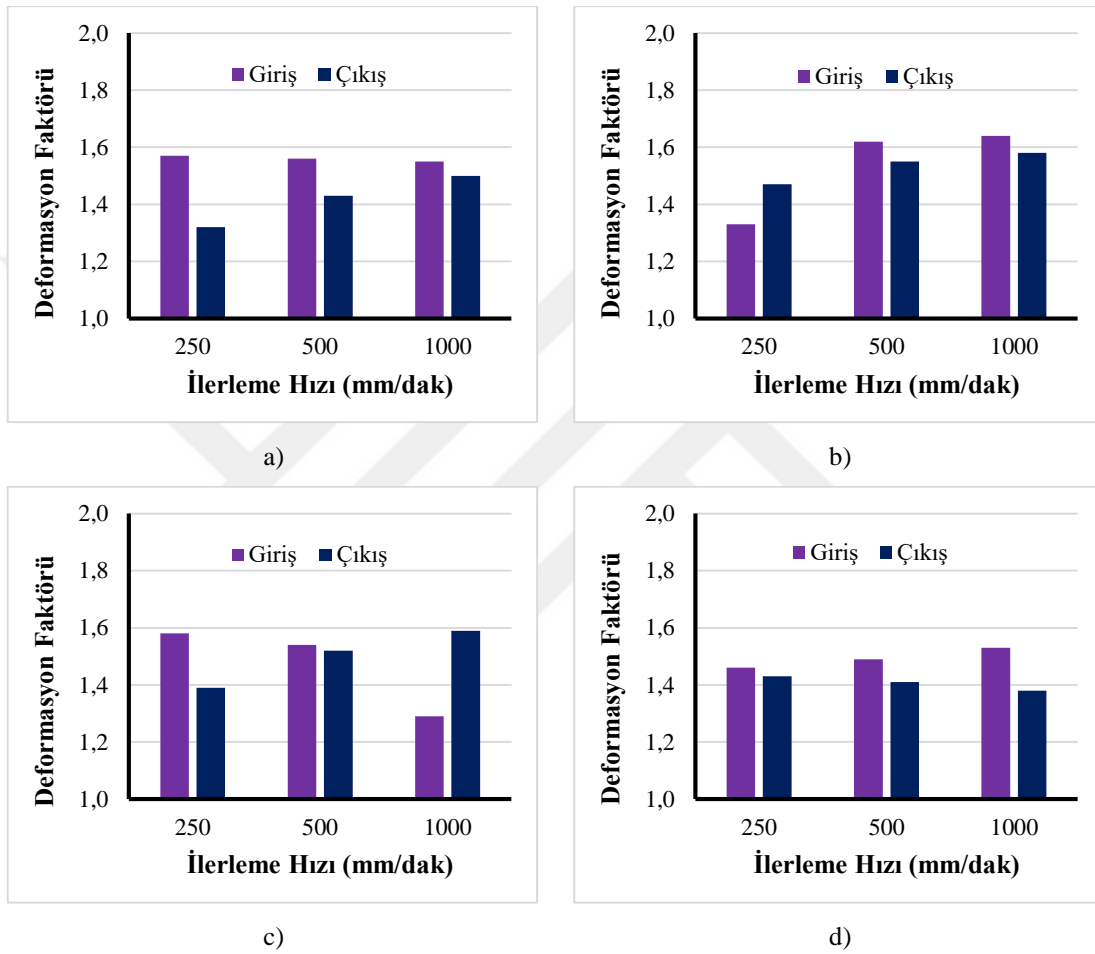 2,0
1,8
1,6
1,4
1,2
1,0
Deformasyon Faktörü
Giriş Çıkış
250 500 1000
İlerleme Hızı (mm/dak)
a)
2,0
1,8
1,6
1,4
1,2
1,0
Deformasyon Faktörü
Giriş Çıkış
250 500 1000
İlerleme Hızı (mm/dak)
b)
2,0
1,8
1,6
1,4
1,2
1,0
Deformasyon Faktörü
Giriş Çıkış
250 500 1000
İlerleme Hızı (mm/dak)
c)
2,0
1,8
1,6
1,4
1,2
1,0
Deformasyon Faktörü
Giriş Çıkış
250 500 1000
İlerleme Hızı (mm/dak)
d)